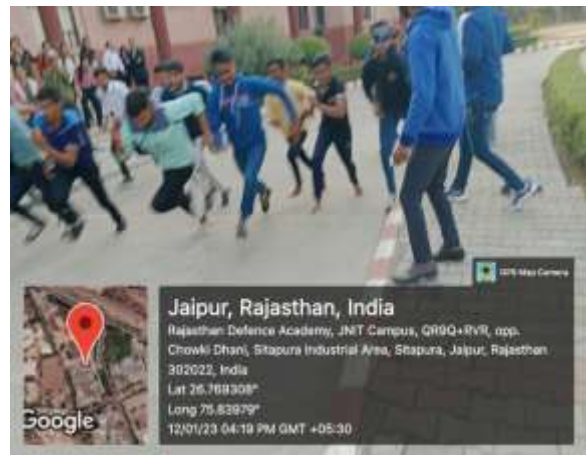 GPS Map Camera
Jaipur, Rajasthan, India
Rajasthan Defence Academy, JNIT Campus, QR9Q+RVR, opp.
Chowki Dhani, Sitapura Industrial Area, Sitapura, Jaipur, Rajasthan
302022, India
Lat 26.769308°
Long 75.83979°
12/01/23 04:19 PM GMT +05:30
Google